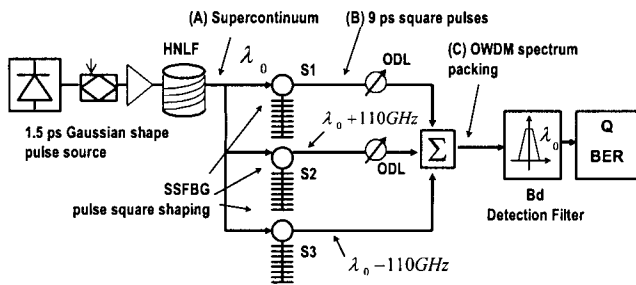 (A) Supercontinuum
(B) 9 ps square pulses
HNLF
λ0
S1
ODL
(C) OWDM spectrum
packing
1.5 ps Gaussian shape
pulse source
λ0+110GHz
SSFBG
pulse square shaping
S2
ODL
Σ
λ0
Q
BER
Bd
Detection Filter
S3
λ0−110GHz